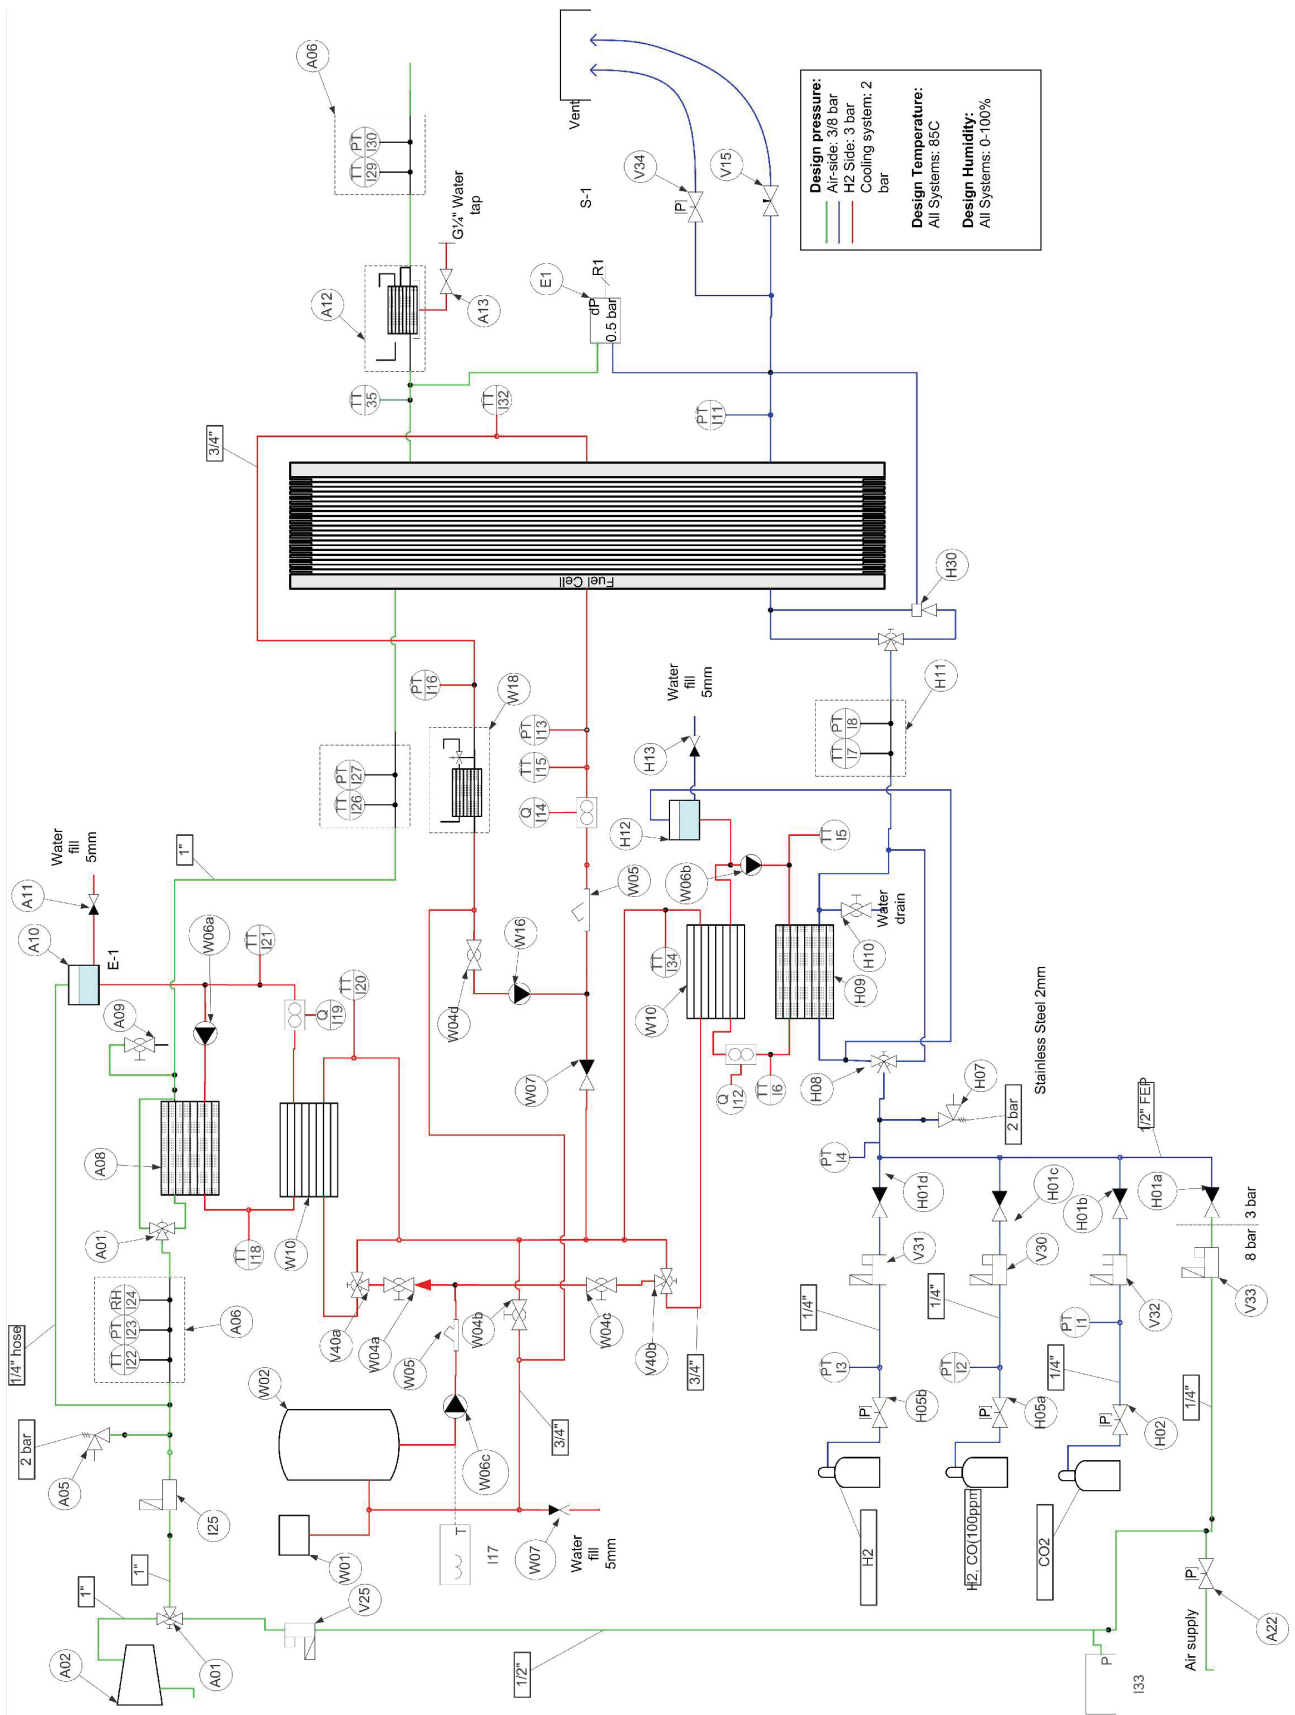 A06
PT
I30
TT
I29
Vent
V34
[P]
V15
S-1
G¼" Water
tap
A13
A12
E1
R1
dP
0.5 bar
Design pressure:
Air-side: 3/8 bar
H2 Side: 3 bar
Cooling system: 2
bar
Design Temperature:
All Systems: 85C
Design Humidity:
All Systems: 0-100%
TT
35
TT
I32
PT
I11
3/4"
Fuel Cell
H30
PT
I16
W18
PT
I13
TT
I15
Q
I14
Water
fill
5mm
H13
H12
PT
I8
TT
I7
H11
PT
I27
TT
I26
1"
Water
fill
5mm
A11
A10
E-1
W06a
TT
I21
A09
Q
I19
TT
I20
W04d
W16
W05
W06b
TT
I5
TT
I34
W10
H09
H10
Water
drain
Q
I12
TT
I6
H08
H07
2 bar
Stainless Steel 2mm
W07
A08
A01
TT
I18
W10
PT
I4
H01d
H01c
H01b
H01a
1/2" FEP
8 bar
3 bar
1/4" hose
RH
I24
PT
I23
TT
I22
A06
V40a
W04a
W05
W04b
W04c
V40b
3/4"
V31
V30
V32
V33
1/4"
1/4"
1/4"
1/4"
PT
I3
PT
I2
PT
I1
2 bar
A05
I25
W02
W06c
3/4"
W01
T
I17
W07
Water
fill
5mm
[P]
H05b
[P]
H05a
[P]
H02
H2
H2, CO(100ppm
CO2
1"
1"
A02
A01
V25
1/2"
P
I33
Air supply
[P]
A22